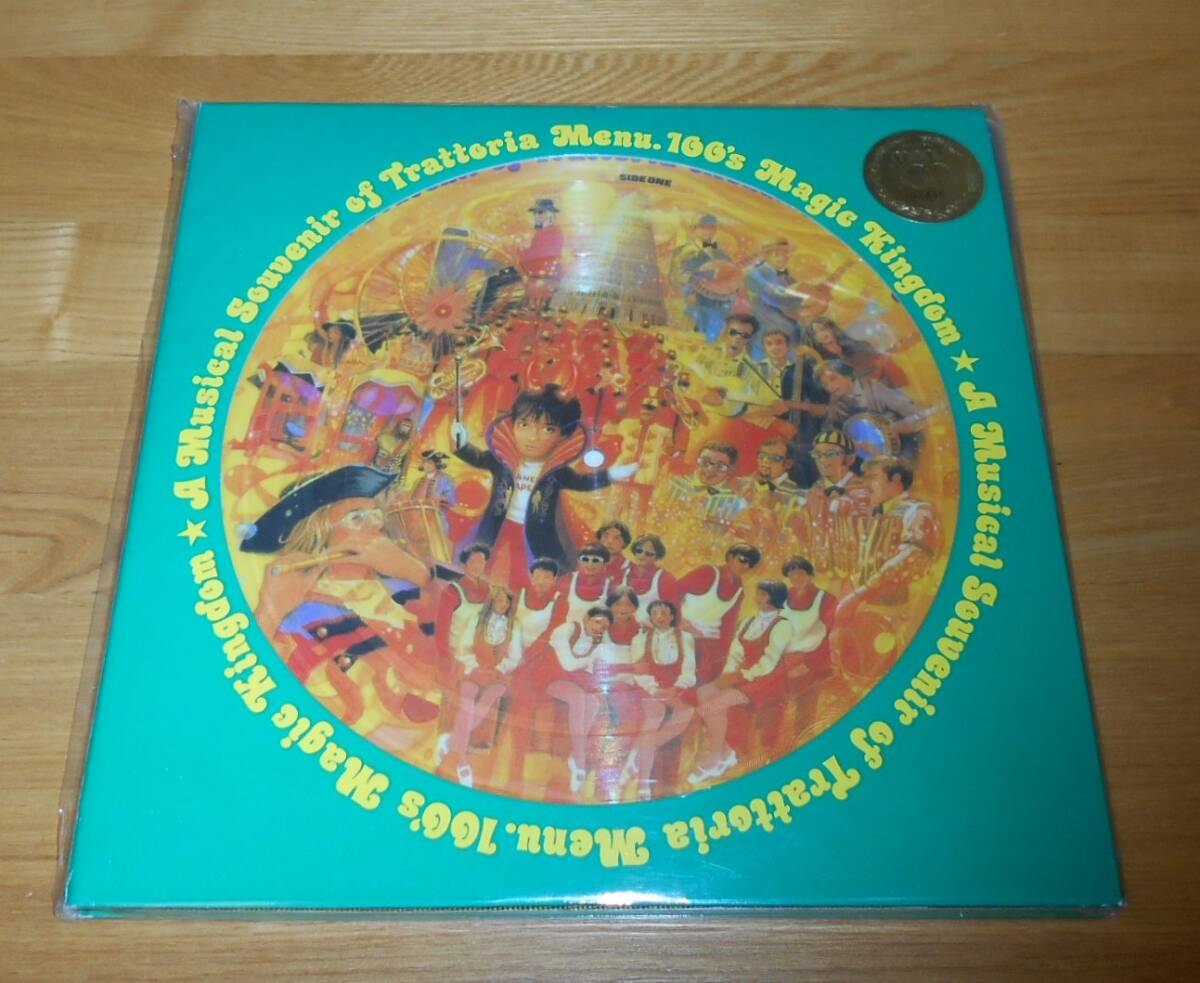 ★ A Musical Souvenir of Trattoria Menu.100's Magic Kingdom
★ A Musical Souvenir of Trattoria Menu.100's Magic Kingdom
SIDE ONE